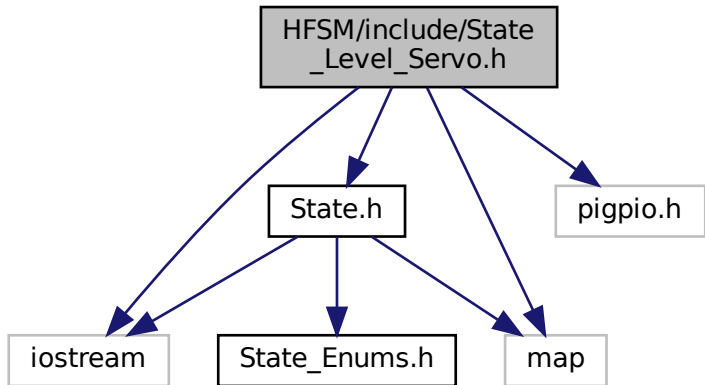 HFSM/include/State
_Level_Servo.h
State.h
pigpio.h
iostream
State_Enums.h
map